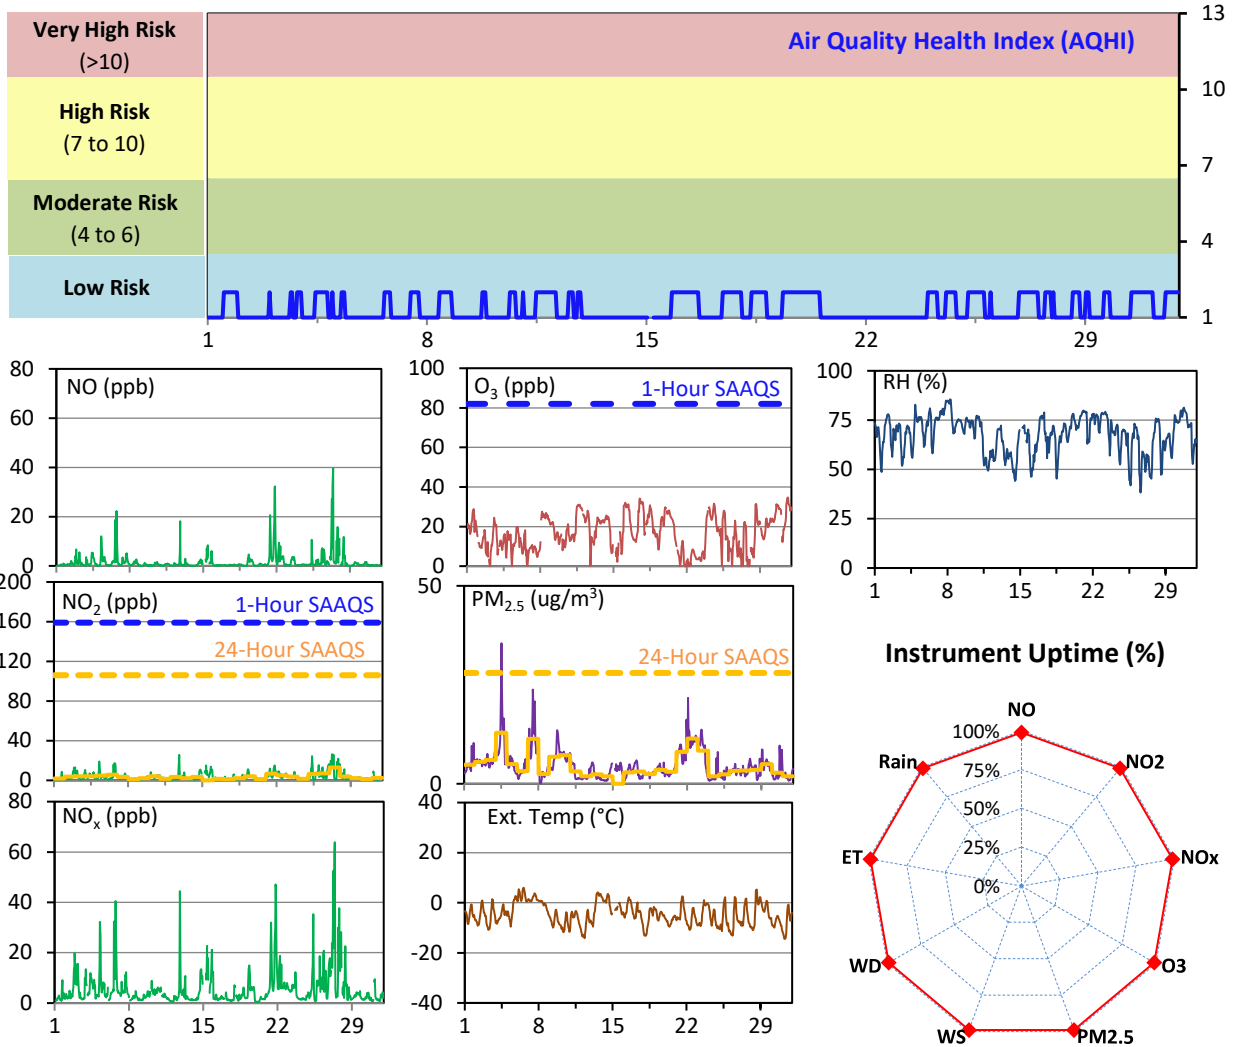 Very High Risk
(>10)
High Risk
(7 to 10)
Moderate Risk
(4 to 6)
Low Risk
Air Quality Health Index (AQHI)
13
10
7
4
1
1 8 15 22 29
NO (ppb)
80
60
40
20
0
O3 (ppb)
1-Hour SAAQS
100
80
60
40
20
0
RH (%)
100
75
50
25
0
1 8 15 22 29
NO2 (ppb)
1-Hour SAAQS
24-Hour SAAQS
200
160
120
80
40
0
PM2.5 (ug/m3)
24-Hour SAAQS
50
0
NOx (ppb)
80
60
40
20
0
1 8 15 22 29
Ext. Temp (°C)
40
20
0
-20
-40
1 8 15 22 29
Instrument Uptime (%)
NO
100%
75%
50%
25%
0%
NO2
NOx
O3
PM2.5
WS
WD
ET
Rain